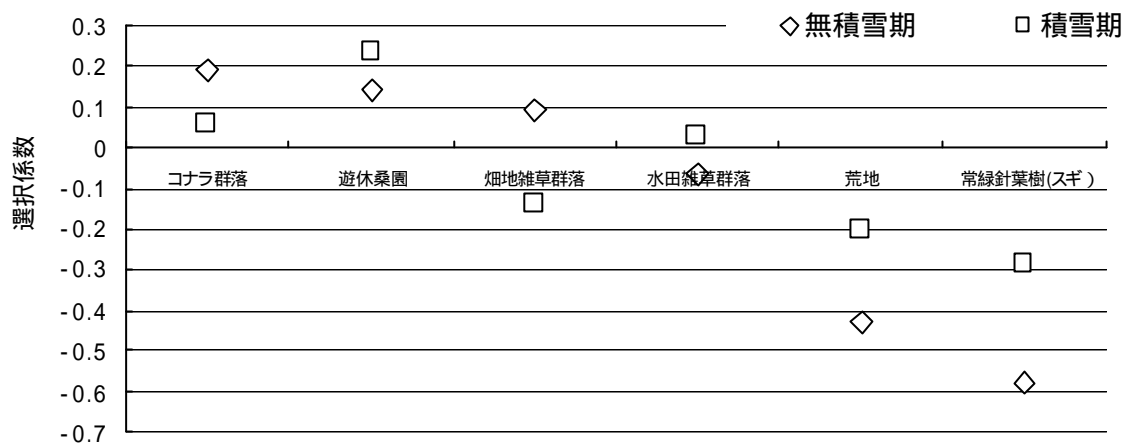 無積雪期
積雪期
0.3
0.2
0.1
0
-0.1
-0.2
-0.3
-0.4
-0.5
-0.6
-0.7
選択係数
コナラ群落
遊休桑園
畑地雑草群落
水田雑草群落
荒地
常緑針葉樹(スギ)